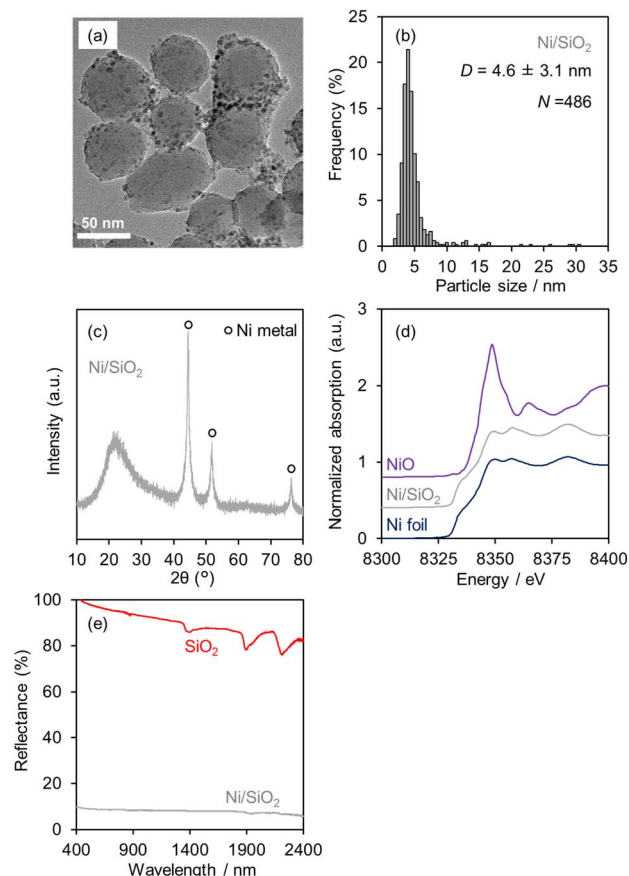 (a)
50 nm
(b)
Ni/SiO₂
D = 4.6 ± 3.1 nm
N =486
Frequency (%)
25
20
15
10
5
0
0 5 10 15 20 25 30 35
Particle size / nm
(c)
Ni metal
Ni/SiO₂
Intensity (a.u.)
10 20 30 40 50 60 70 80
2θ (°)
(d)
Normalized absorption (a.u.)
3
2
1
0
NiO
Ni/SiO₂
Ni foil
8300 8325 8350 8375 8400
Energy / eV
(e)
Reflectance (%)
100
80
60
40
20
0
SiO₂
Ni/SiO₂
400 900 1400 1900 2400
Wavelength / nm